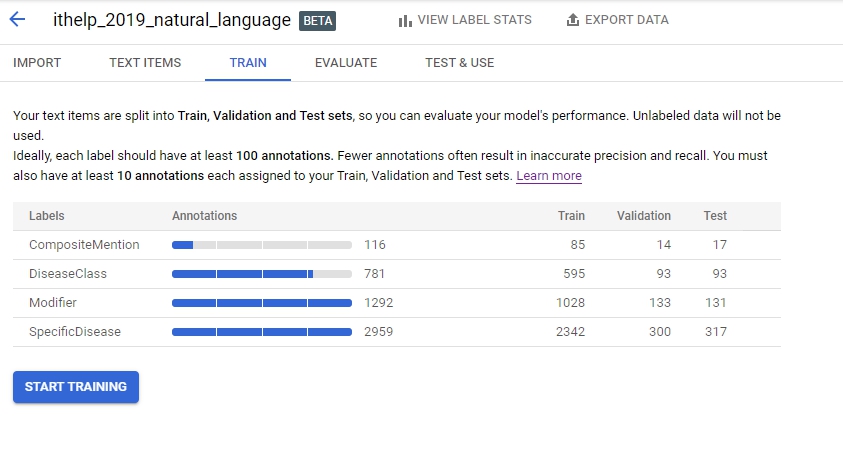 ithelp_2019_natural_language BETA VIEW LABEL STATS EXPORT DATA
IMPORT TEXT ITEMS TRAIN EVALUATE TEST & USE
Your text items are split into Train, Validation and Test sets, so you can evaluate your model's performance. Unlabeled data will not be
used.
Ideally, each label should have at least 100 annotations. Fewer annotations often result in inaccurate precision and recall. You must
also have at least 10 annotations each assigned to your Train, Validation and Test sets. Learn more
Labels Annotations Train Validation Test
CompositeMention 116 85 14 17
DiseaseClass 781 595 93 93
Modifier 1292 1028 133 131
SpecificDisease 2959 2342 300 317
START TRAINING